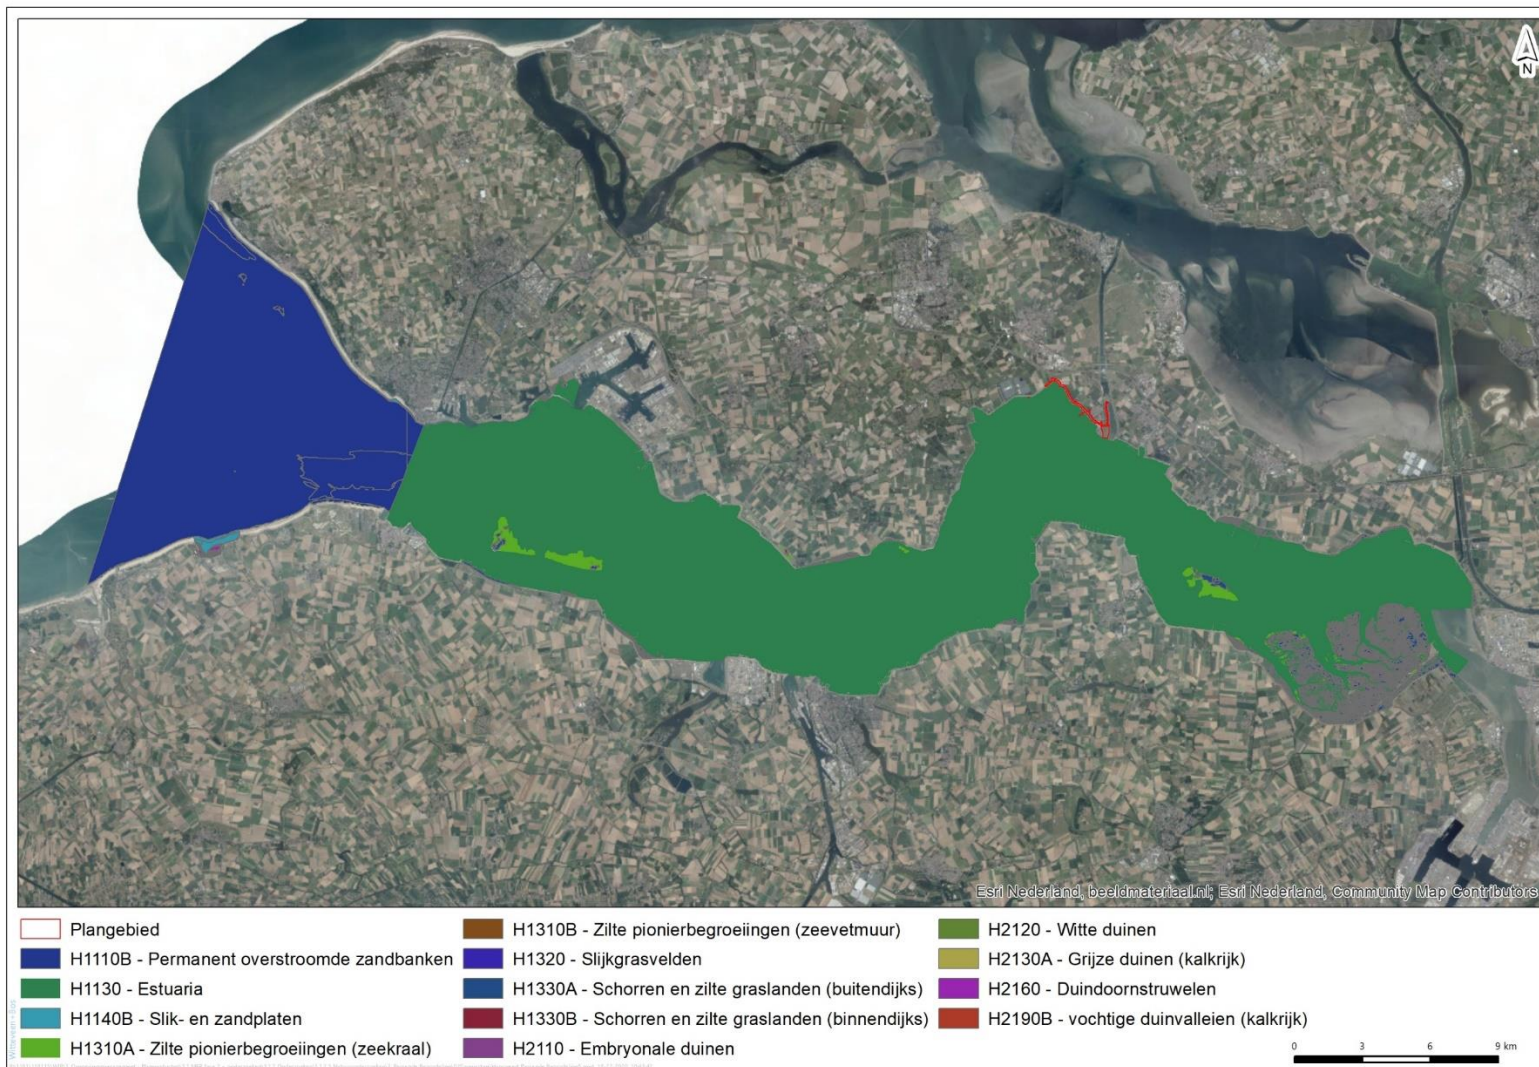 N
Esri Nederland, beeldmateriaal.nl; Esri Nederland, Community Map Contributors
Plangebied
H1110B - Permanent overstroomde zandbanken
H1130 - Estuaria
H1140B - Slik- en zandplaten
H1310A - Zilte pionierbegroeiingen (zeekraal)
H1310B - Zilte pionierbegroeiingen (zeevetmuur)
H1320 - Slijkgrasvelden
H1330A - Schorren en zilte graslanden (buitendijks)
H1330B - Schorren en zilte graslanden (binnendijks)
H2110 - Embryonale duinen
H2120 - Witte duinen
H2130A - Grijze duinen (kalkrijk)
H2160 - Duindoornstruwelen
H2190B - vochtige duinvalleien (kalkrijk)
0 3 6 9 km
Witteveen+Bos